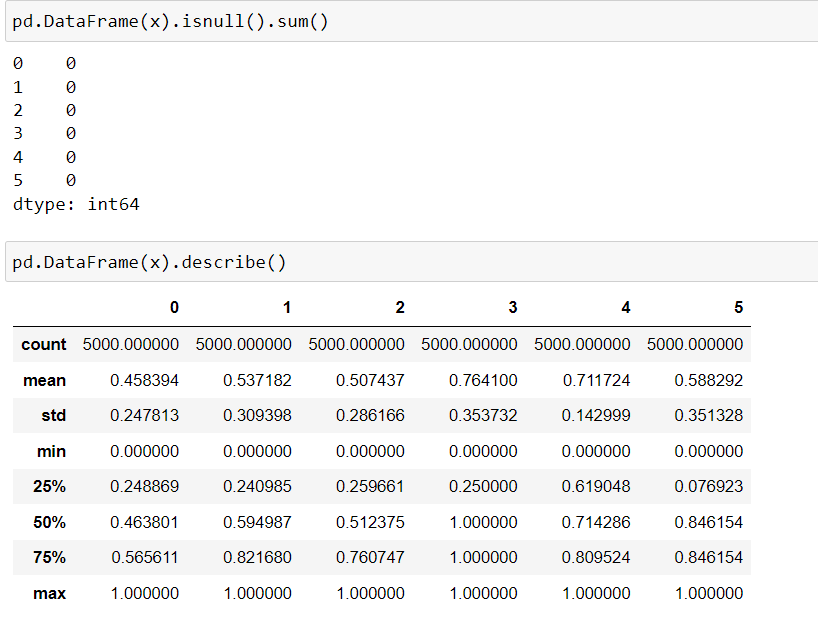 pd.DataFrame(x).isnull().sum()
0 0
1 0
2 0
3 0
4 0
5 0
dtype: int64
pd.DataFrame(x).describe()
0 1 2 3 4 5
count 5000.000000 5000.000000 5000.000000 5000.000000 5000.000000 5000.000000
mean 0.458394 0.537182 0.507437 0.764100 0.711724 0.588292
std 0.247813 0.309398 0.286166 0.353732 0.142999 0.351328
min 0.000000 0.000000 0.000000 0.000000 0.000000 0.000000
25% 0.248869 0.240985 0.259661 0.250000 0.619048 0.076923
50% 0.463801 0.594987 0.512375 1.000000 0.714286 0.846154
75% 0.565611 0.821680 0.760747 1.000000 0.809524 0.846154
max 1.000000 1.000000 1.000000 1.000000 1.000000 1.000000